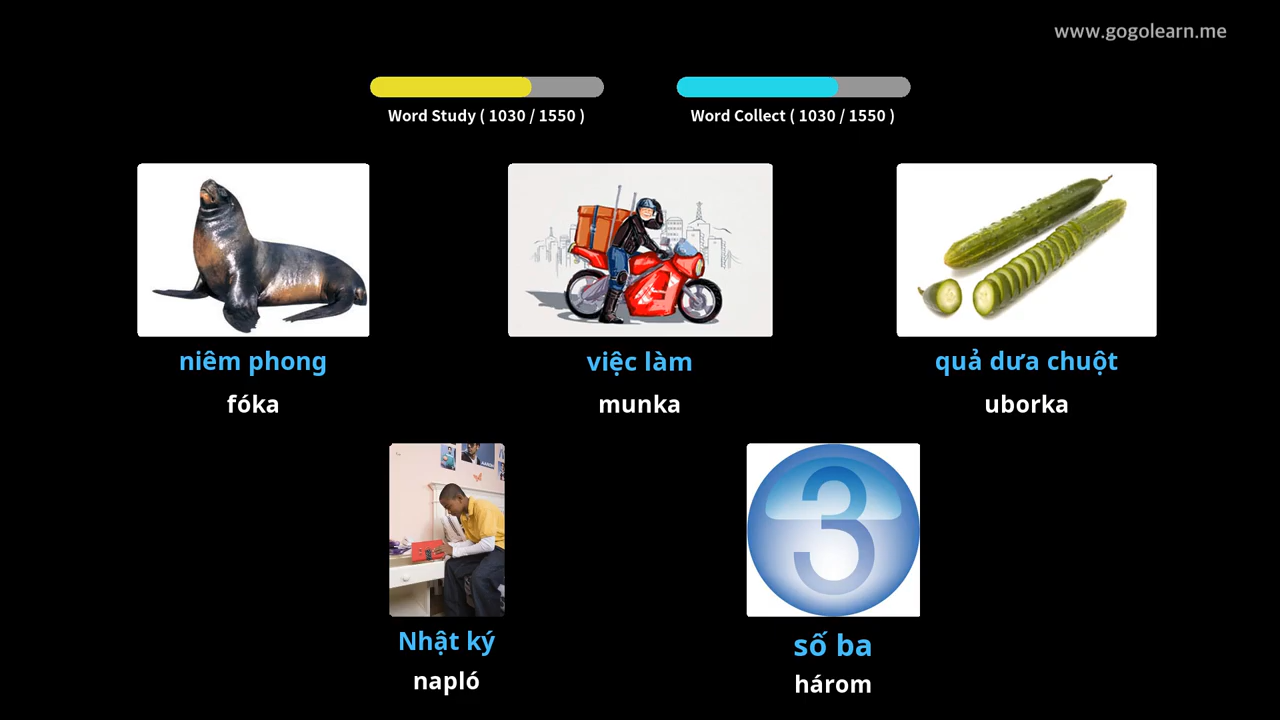 www.gogolearn.me
Word Study ( 1030 / 1550 )
Word Collect ( 1030 / 1550 )
niêm phong
việc làm
quả dưa chuột
fóka
munka
uborka
3
Nhật ký
số ba
napló
három